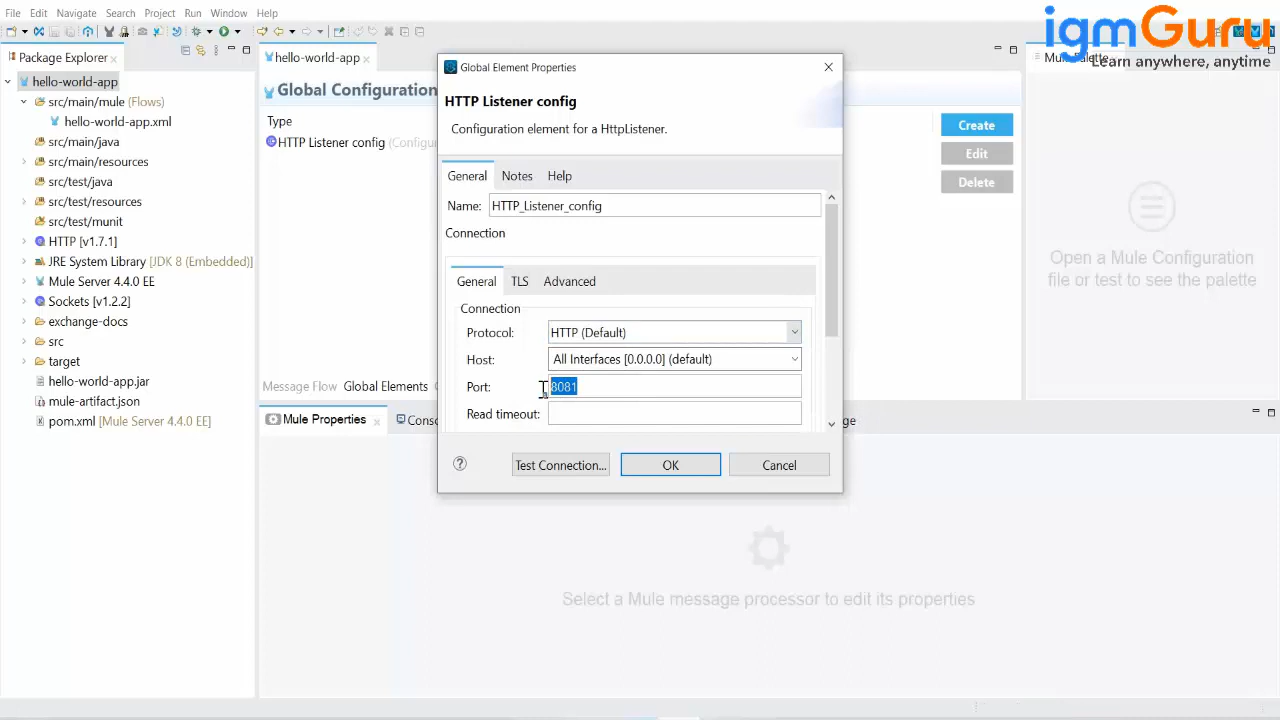 File Edit Navigate Search Project Run Window Help
igmGuru
Learn anywhere, anytime
Package Explorer
hello-world-app
Mule Palette
hello-world-app
src/main/mule (Flows)
hello-world-app.xml
src/main/java
src/main/resources
src/test/java
src/test/resources
src/test/munit
HTTP [v1.7.1]
JRE System Library [JDK 8 (Embedded)]
Mule Server 4.4.0 EE
Sockets [v1.2.2]
exchange-docs
src
target
hello-world-app.jar
mule-artifact.json
pom.xml [Mule Server 4.4.0 EE]
Global Configuration
Type
HTTP Listener config (Configu
Create
Edit
Delete
Message Flow Global Elements C
Global Element Properties
HTTP Listener config
Configuration element for a HttpListener.
General Notes Help
Name: HTTP_Listener_config
Connection
General TLS Advanced
Connection
Protocol: HTTP (Default)
Host: All Interfaces [0.0.0.0] (default)
Port: 8081
Read timeout:
? Test Connection... OK Cancel
Open a Mule Configuration
file or test to see the palette
Mule Properties Conso ge
Select a Mule message processor to edit its properties